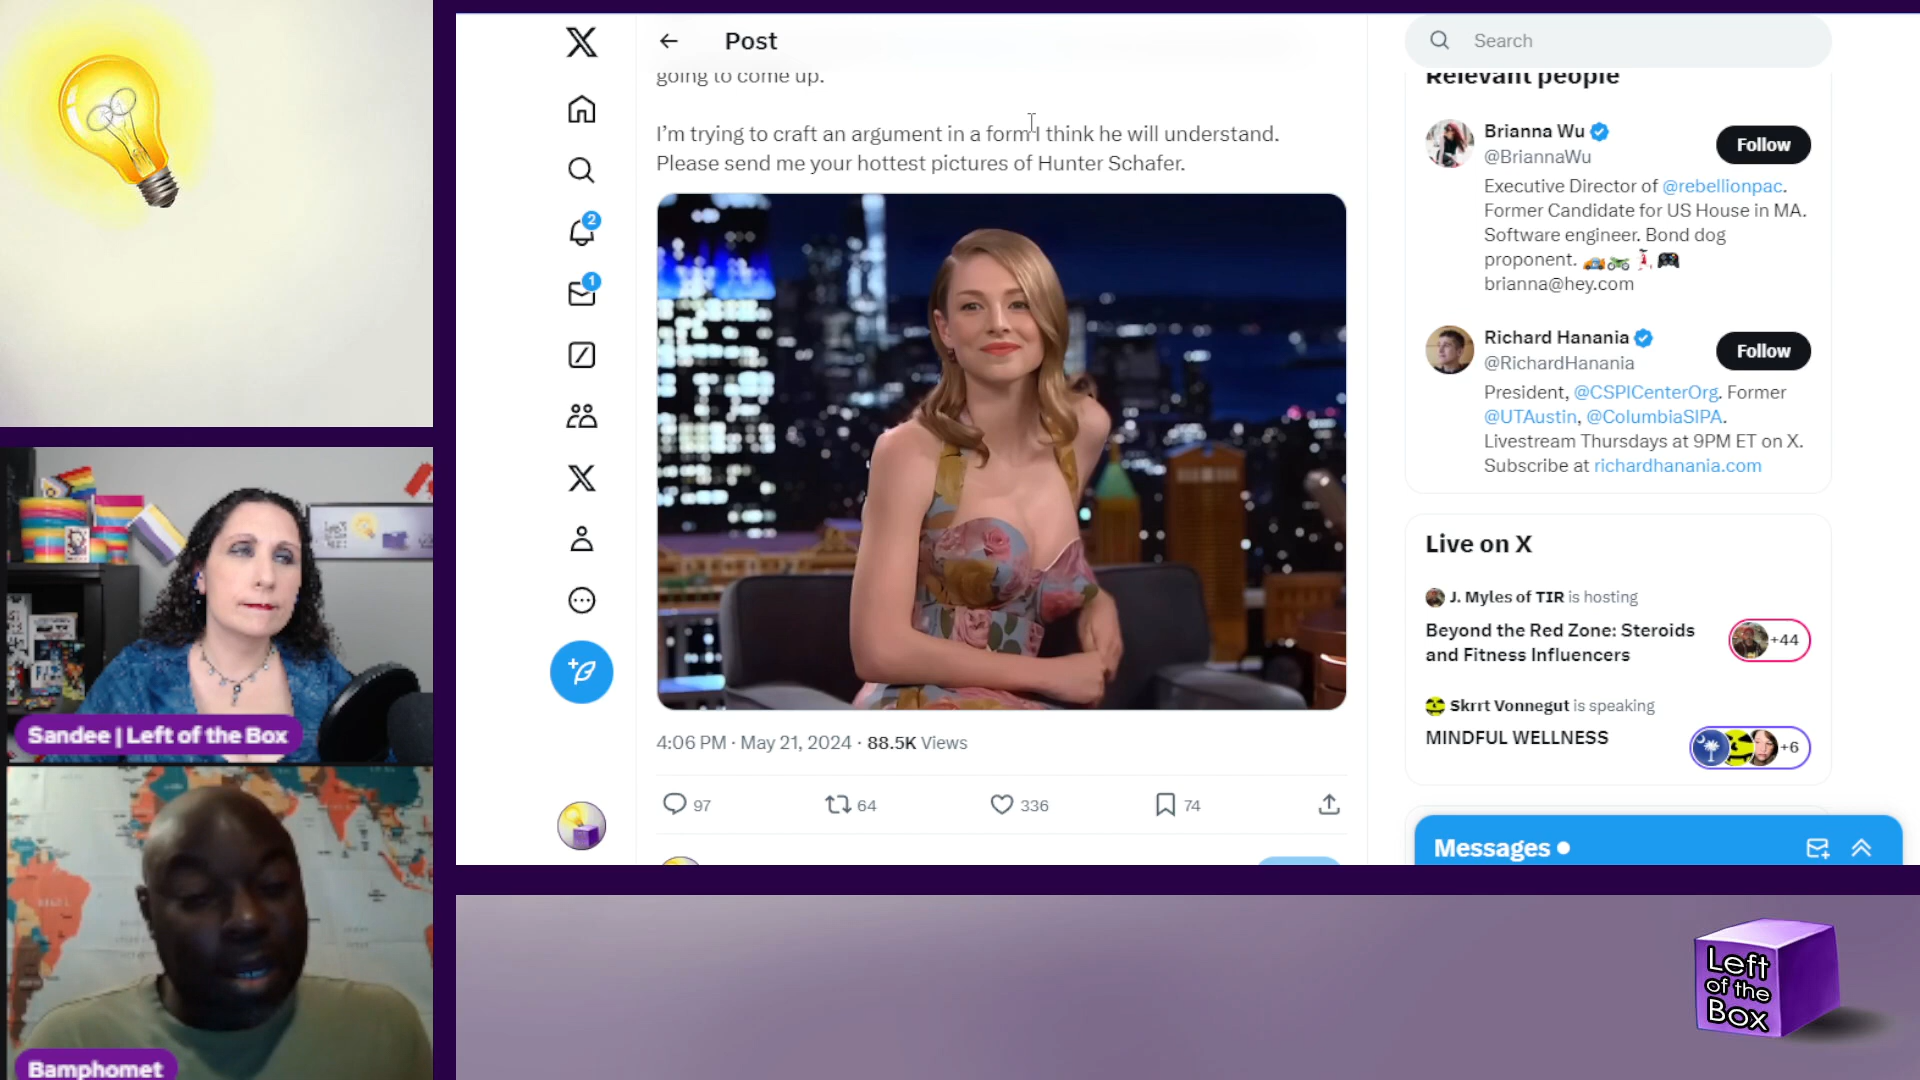 Post
going to come up.
I'm trying to craft an argument in a form I think he will understand.
Please send me your hottest pictures of Hunter Schafer.
4:06 PM · May 21, 2024 · 88.5K Views
97
64
336
74
2
1
Search
Relevant people
Brianna Wu
@BriannaWu
Follow
Executive Director of @rebellionpac.
Former Candidate for US House in MA.
Software engineer. Bond dog
proponent.
brianna@hey.com
Richard Hanania
@RichardHanania
Follow
President, @CSPICenterOrg. Former
@UTAustin, @ColumbiaSIPA.
Livestream Thursdays at 9PM ET on X.
Subscribe at richardhanania.com
Live on X
J. Myles of TIR is hosting
Beyond the Red Zone: Steroids
and Fitness Influencers
+44
Skrrt Vonnegut is speaking
MINDFUL WELLNESS
+6
Messages
Sandee | Left of the Box
Bamphomet
Left
of the
Box